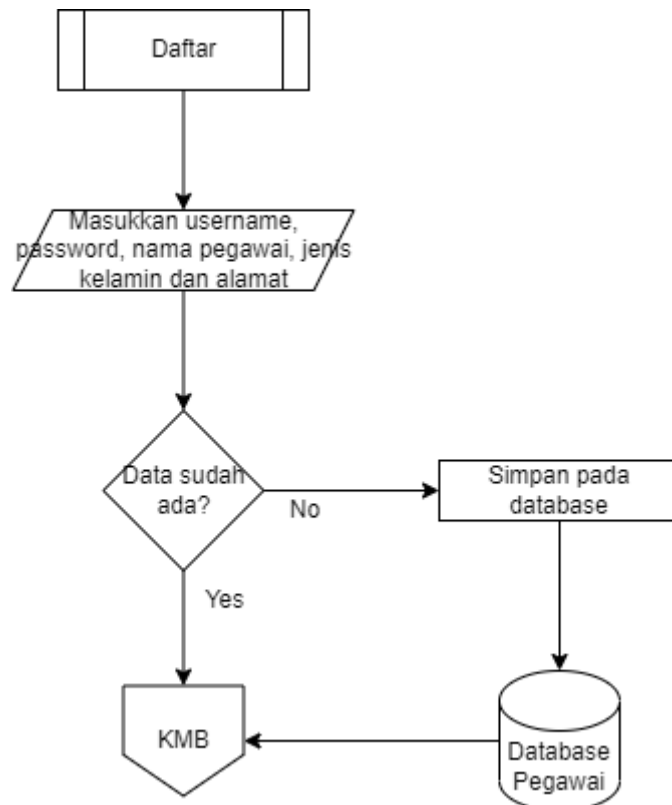 Daftar
Masukkan username,
password, nama pegawai, jenis
kelamin dan alamat
Data sudah
ada?
No
Simpan pada
database
Yes
KMB
Database
Pegawai